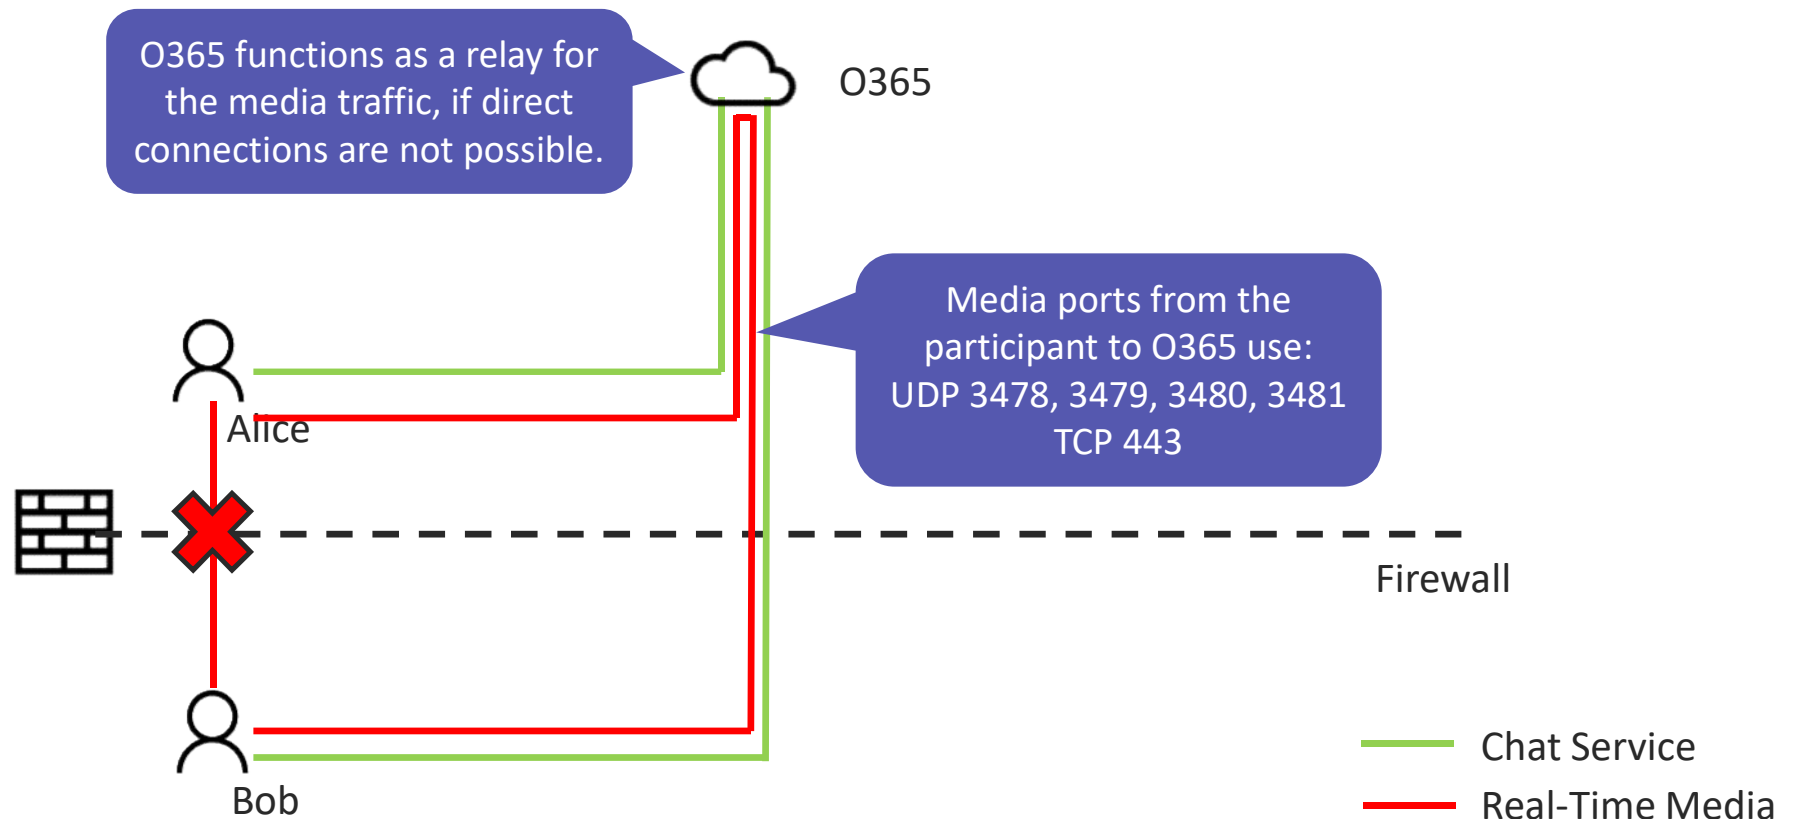 O365 functions as a relay for
the media traffic, if direct
connections are not possible.
O365
Media ports from the
participant to O365 use:
UDP 3478, 3479, 3480, 3481
TCP 443
Alice
Firewall
Bob
Chat Service
Real-Time Media